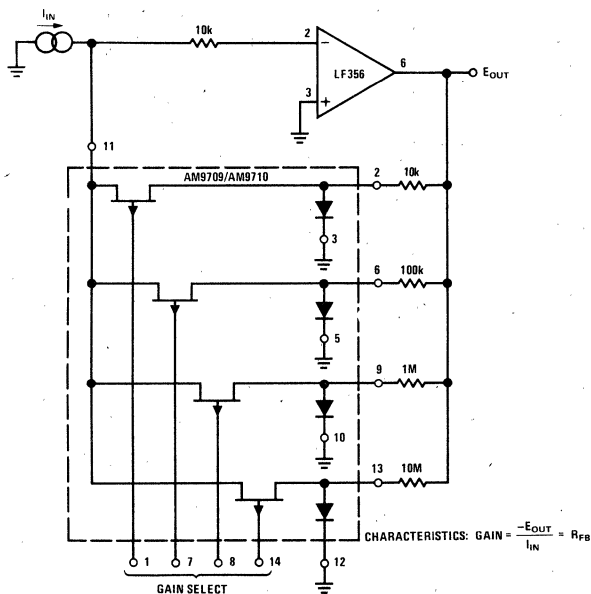 I_IN
10k
2
−
LF356
6
E_OUT
3
+
11
AM9709/AM9710
2
10k
3
6
100k
5
9
1M
10
13
10M
CHARACTERISTICS: GAIN = −E_OUT / I_IN = R_FB
1
7
8
14
12
GAIN SELECT